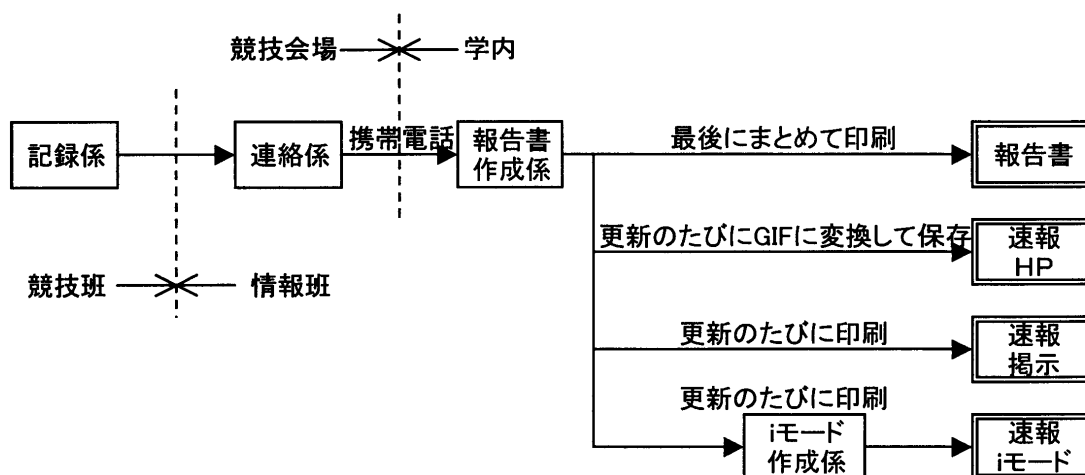 競技会場
学内
記録係
連絡係
携帯電話
報告書
作成係
最後にまとめて印刷
報告書
更新のたびにGIFに変換して保存
速報
HP
競技班
情報班
更新のたびに印刷
速報
掲示
更新のたびに印刷
iモード
作成係
速報
iモード